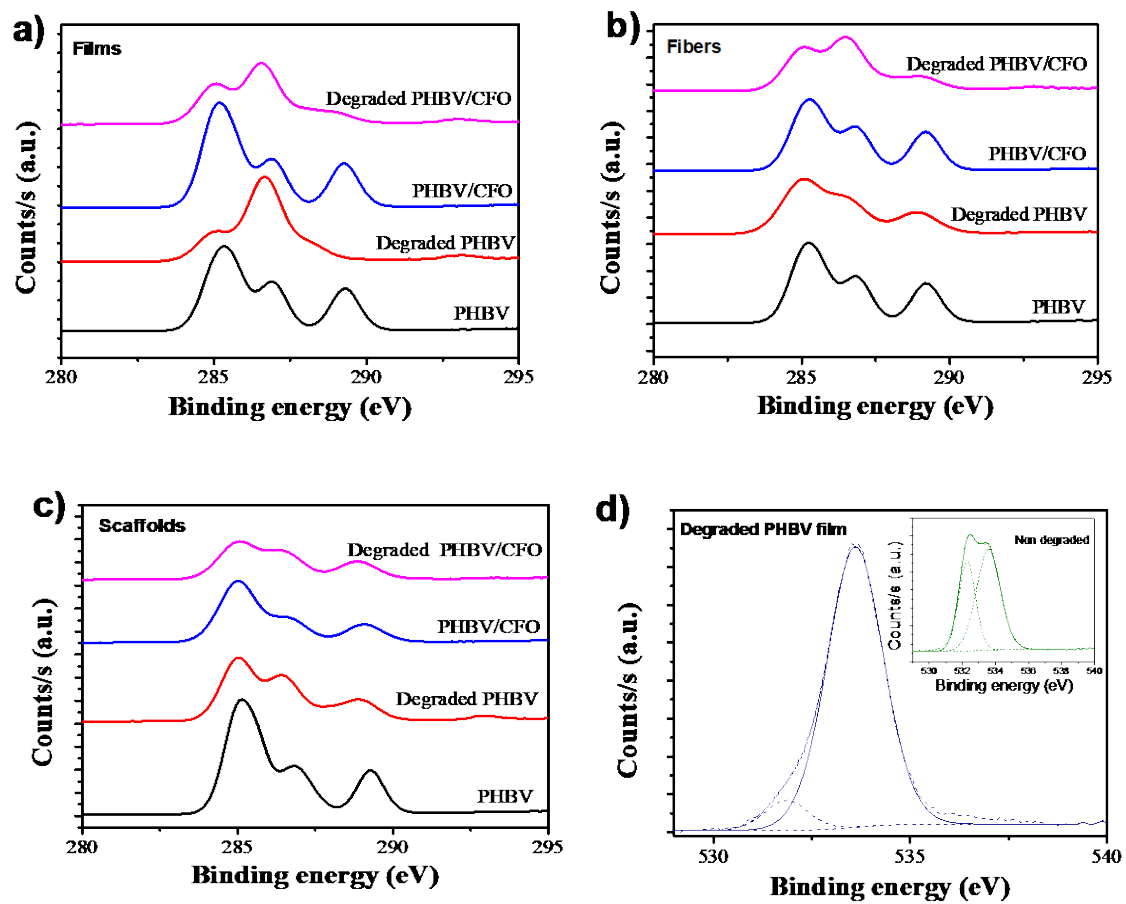 a)
Films
Degraded PHBV/CFO
PHBV/CFO
Degraded PHBV
PHBV
Counts/s (a.u.)
280 285 290 295
Binding energy (eV)
b)
Fibers
Degraded PHBV/CFO
PHBV/CFO
Degraded PHBV
PHBV
Counts/s (a.u.)
280 285 290 295
Binding energy (eV)
c)
Scaffolds
Degraded PHBV/CFO
PHBV/CFO
Degraded PHBV
PHBV
Counts/s (a.u.)
280 285 290 295
Binding energy (eV)
d)
Degraded PHBV film
Non degraded
Counts/s (a.u.)
530 532 534 536 538 540
Binding energy (eV)
Counts/s (a.u.)
530 535 540
Binding energy (eV)